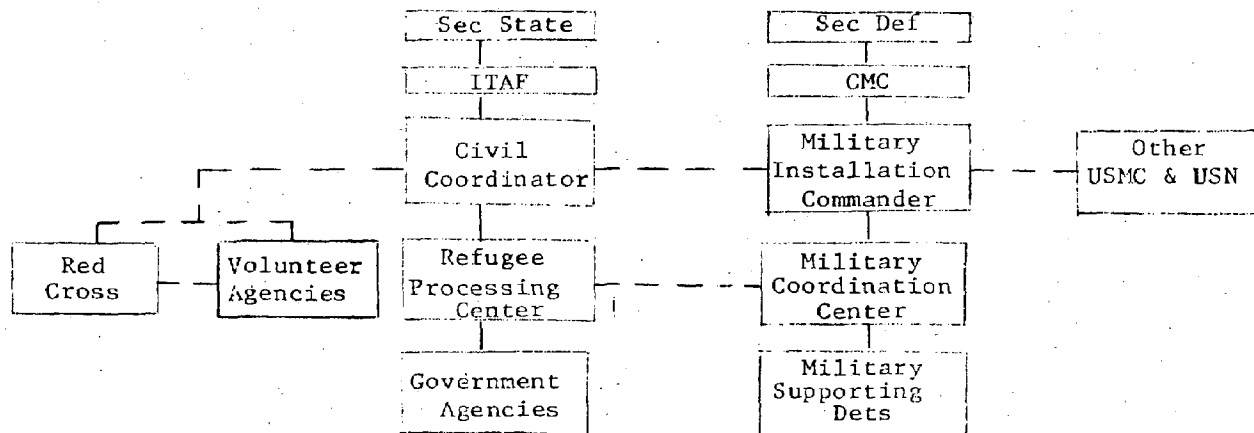 Sec State
Sec Def
ITAF
CMC
Civil
Coordinator
Military
Installation
Commander
Other
USMC & USN
Red
Cross
Volunteer
Agencies
Refugee
Processing
Center
Military
Coordination
Center
Government
Agencies
Military
Supporting
Dets